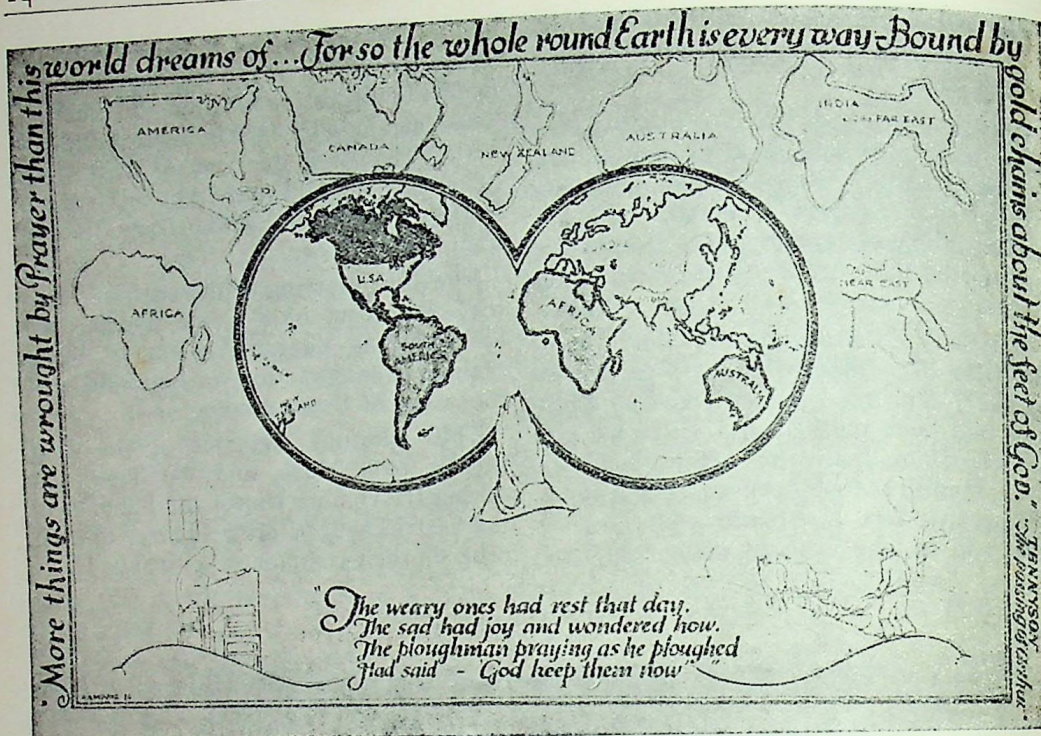 More things are wrought by Prayer than this
world dreams of... For so the whole round Earth is every way-Bound by
gold chains about the feet of God."
TENNYSON
AMERICA
CANADA
NEW ZEALAND
AUSTRALIA
INDIA
FAR EAST
AFRICA
NEAR EAST
U.S.A
SOUTH
AMERICA
EUROPE
AFRICA
AUSTRALIA
"The weary ones had rest that day.
The sad had joy and wondered how.
The ploughman praying as he ploughed
Had said - "God keep them now"